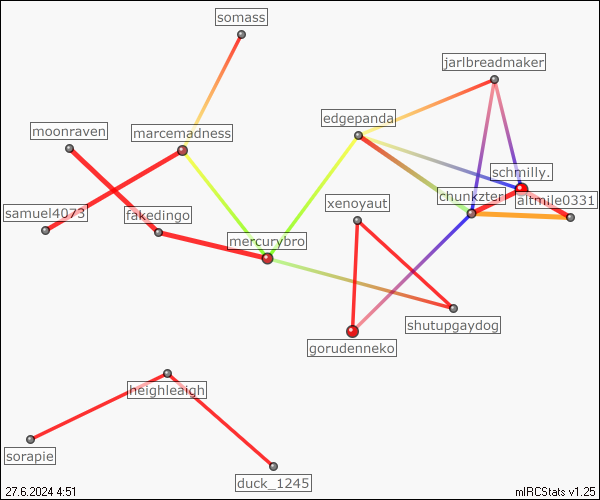 somass
jarlbreadmaker
edgepanda
moonraven
marcemadness
schmilly.
chunkzter
altmile0331
xenoyaut
samuel4073
fakedingo
mercurybro
shutupgaydog
gorudenneko
heighleaigh
sorapie
duck_1245
27.6.2024 4:51
mIRCStats v1.25